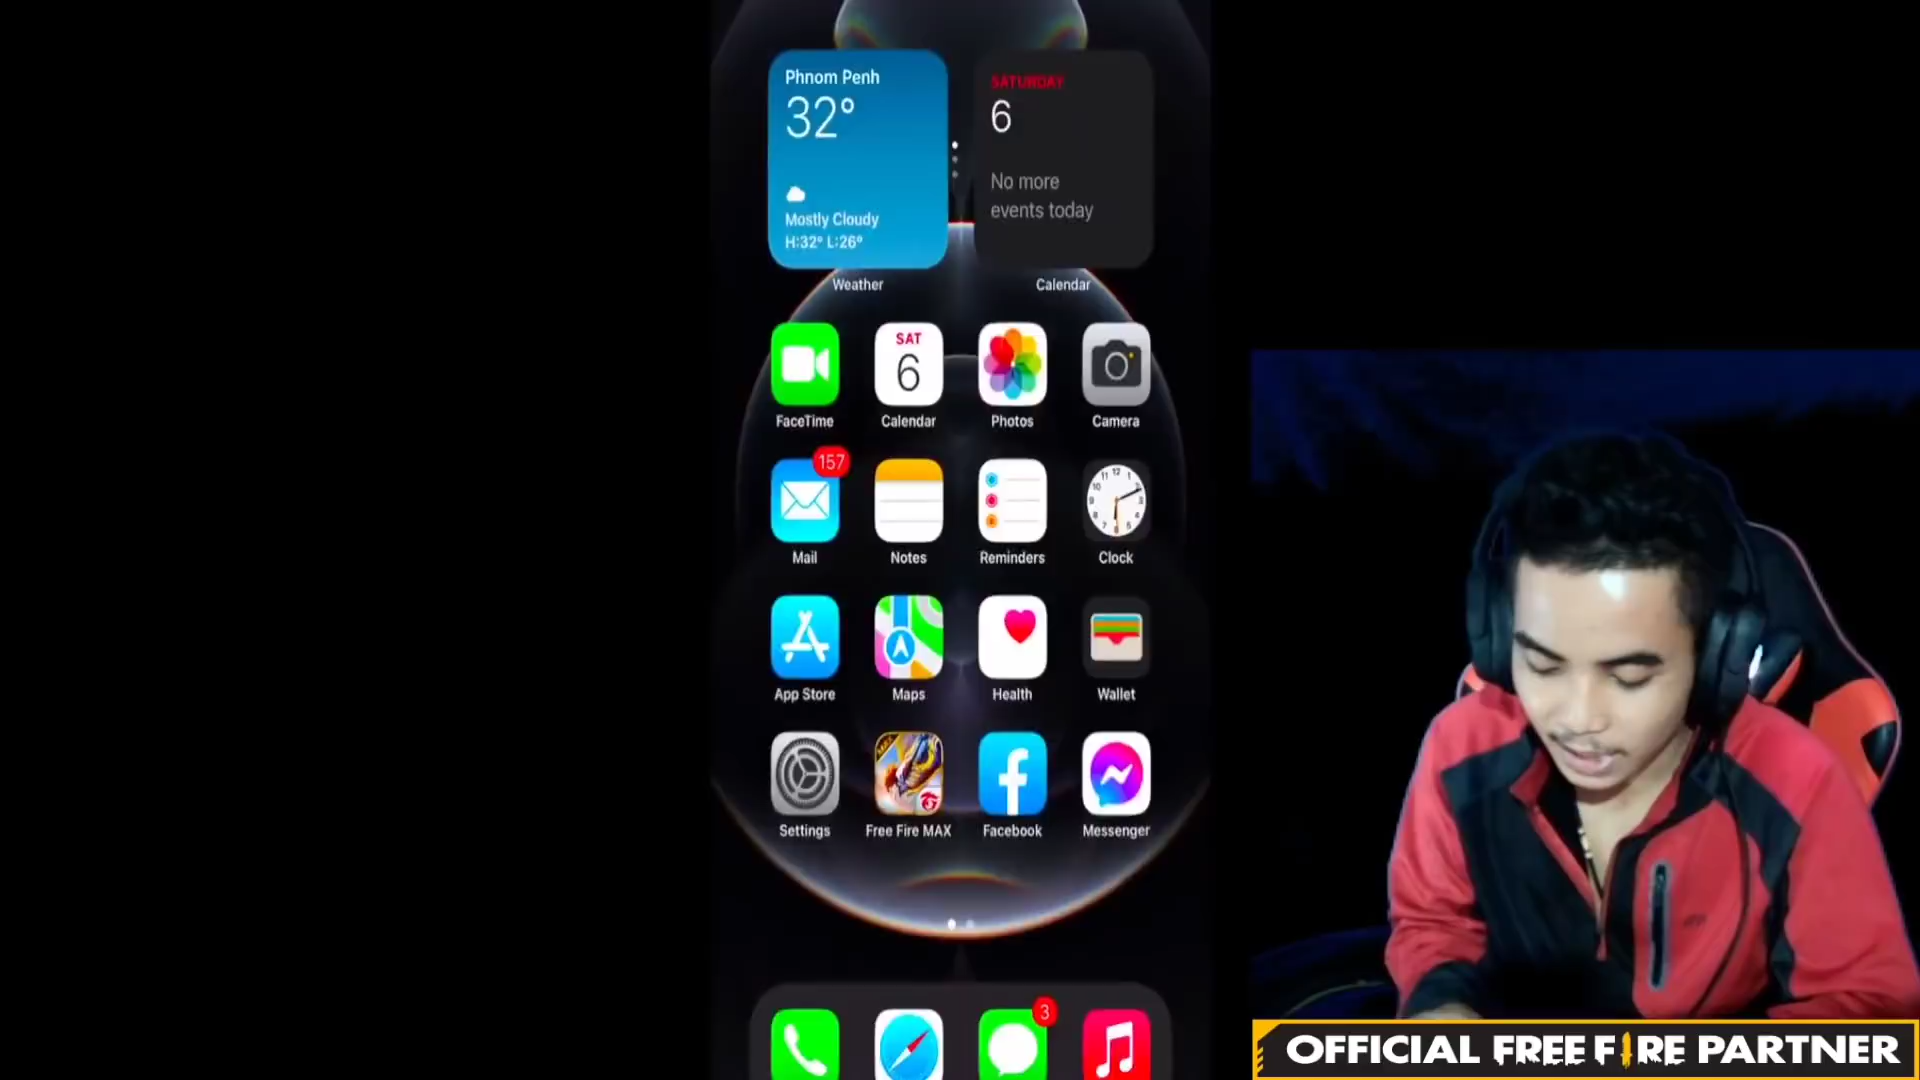 Phnom Penh
32°
Mostly Cloudy
H:32° L:26°
Weather
SATURDAY
6
No more
events today
Calendar
FaceTime
SAT
6
Calendar
Photos
Camera
157
Mail
Notes
Reminders
Clock
App Store
Maps
Health
Wallet
Settings
Free Fire MAX
Facebook
Messenger
3
OFFICIAL FREE FIRE PARTNER